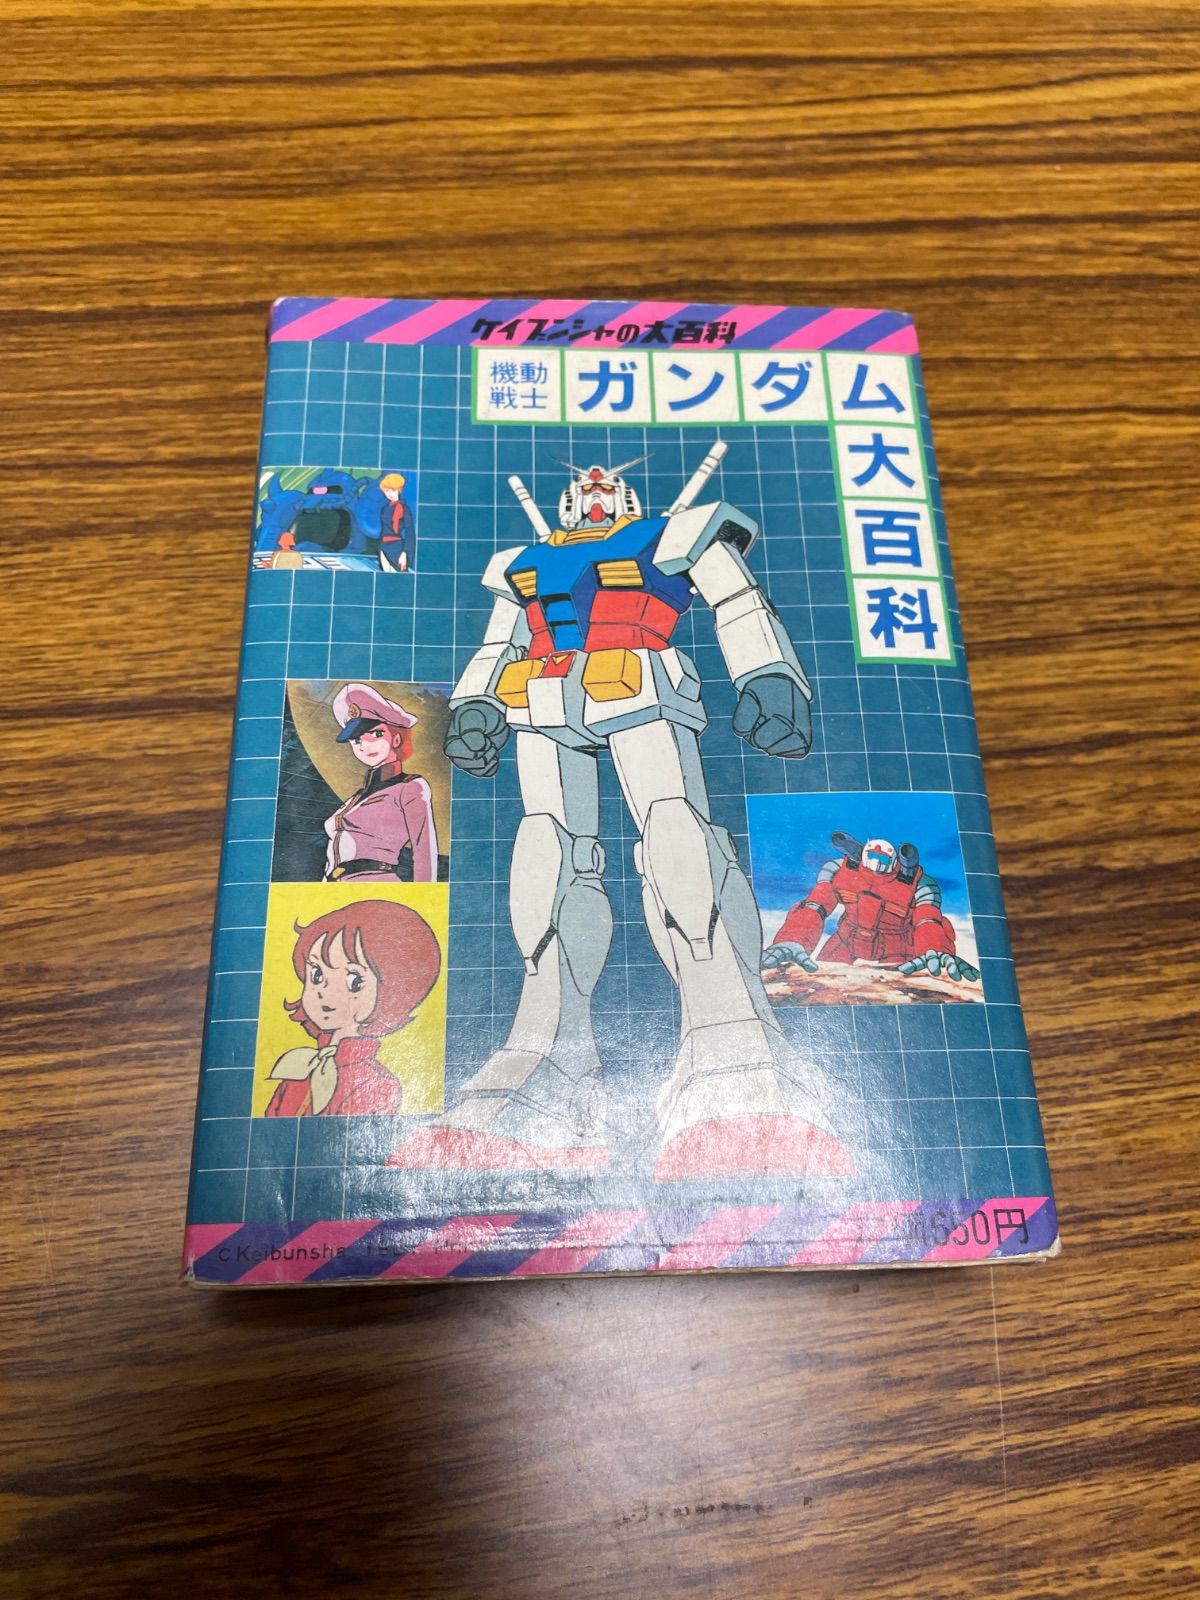 ケイブンシャの大百科
機動
戦士
ガンダム
大百科
C Keibunsha
650円